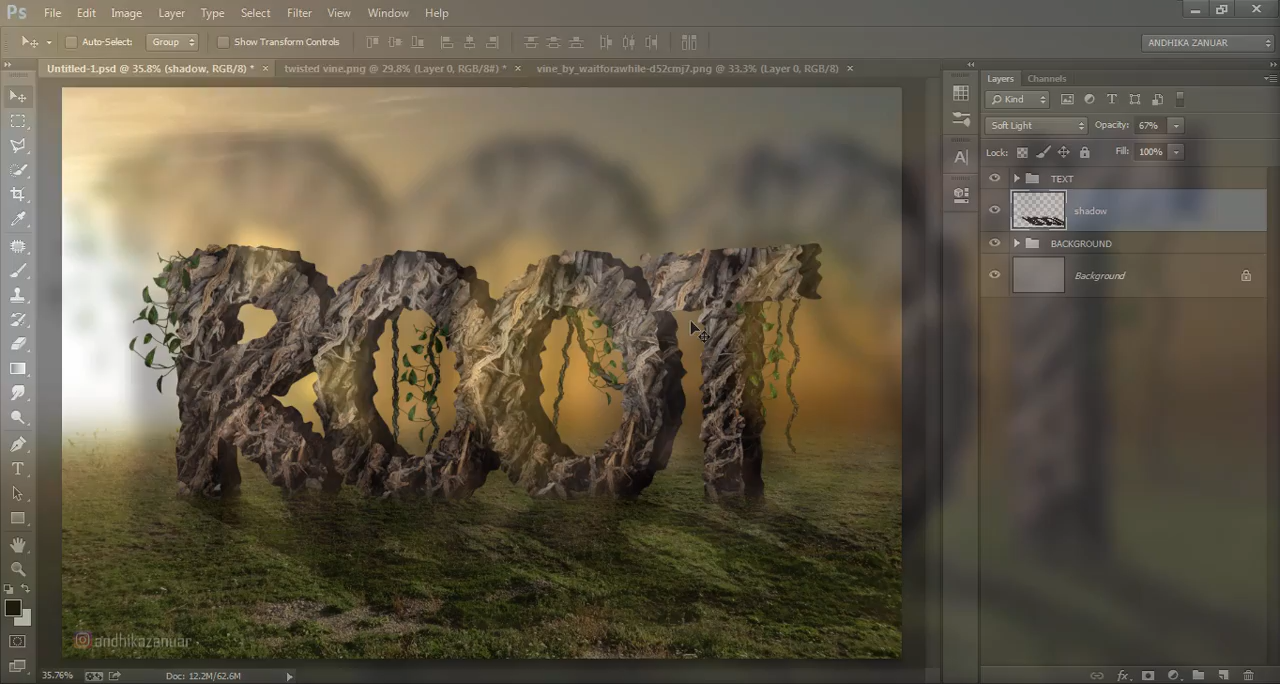 Ps File Edit Image Layer Type Select Filter View Window Help
Auto-Select: Group Show Transform Controls ANDHIKA ZANUAR
Untitled-1.psd @ 35.8% (shadow, RGB/8) * × twisted vine.png @ 29.8% (Layer 0, RGB/8#) * × vine_by_waitforawhile-d52cmj7.png @ 33.3% (Layer 0, RGB/8) ×
Layers Channels
Kind
Soft Light Opacity: 67%
Lock: Fill: 100%
TEXT
shadow
BACKGROUND
Background
ROOT
andhikazanuar
35.76% Doc: 12.2M/62.6M